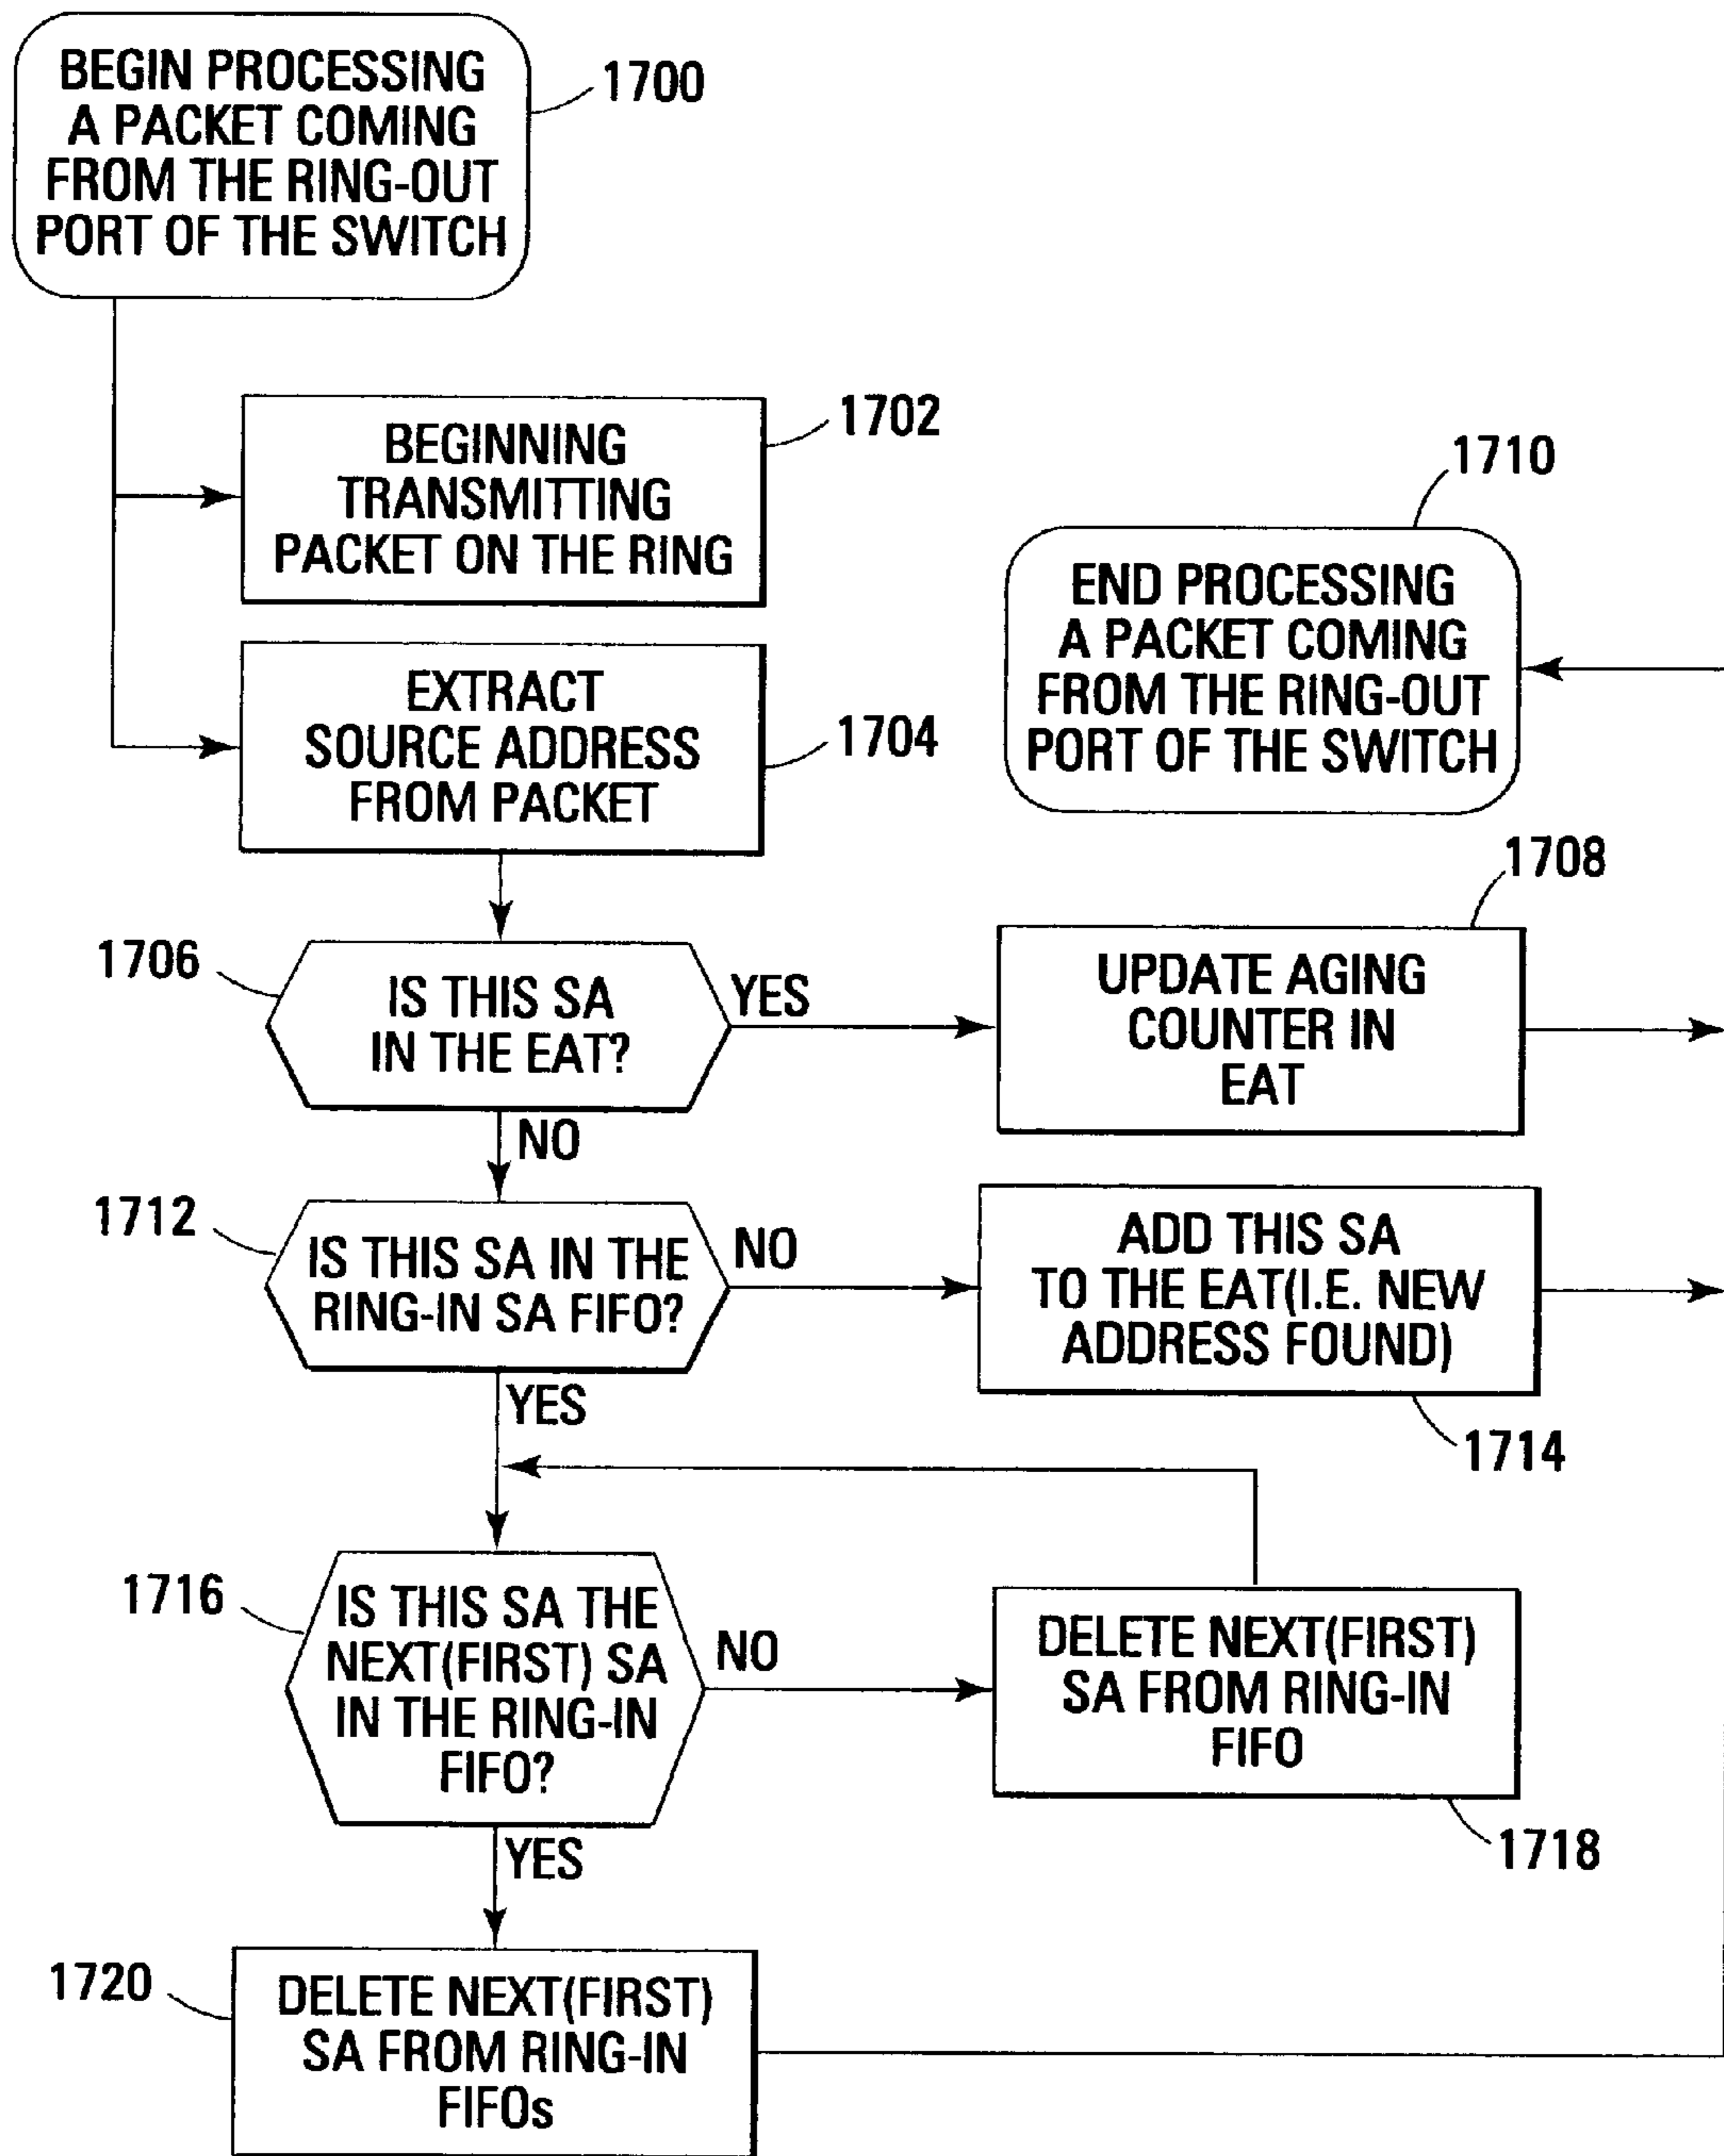 BEGIN PROCESSING
A PACKET COMING
FROM THE RING-OUT
PORT OF THE SWITCH
1700
BEGINNING
TRANSMITTING
PACKET ON THE RING
1702
EXTRACT
SOURCE ADDRESS
FROM PACKET
1704
1710
END PROCESSING
A PACKET COMING
FROM THE RING-OUT
PORT OF THE SWITCH
1706
IS THIS SA
IN THE EAT?
YES
NO
1708
UPDATE AGING
COUNTER IN
EAT
1712
IS THIS SA IN THE
RING-IN SA FIFO?
NO
YES
ADD THIS SA
TO THE EAT(I.E. NEW
ADDRESS FOUND)
1714
1716
IS THIS SA THE
NEXT(FIRST) SA
IN THE RING-IN
FIFO?
NO
YES
DELETE NEXT(FIRST)
SA FROM RING-IN
FIFO
1718
1720
DELETE NEXT(FIRST)
SA FROM RING-IN
FIFOs